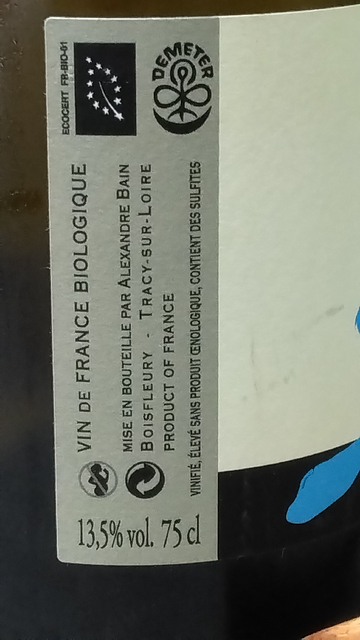 ECOCERT FR-BIO-01
DEMETER
VIN DE FRANCE BIOLOGIQUE
MISE EN BOUTEILLE PAR ALEXANDRE BAIN
BOISFLEURY - TRACY-SUR-LOIRE
PRODUCT OF FRANCE
VINIFIÉ, ÉLEVÉ SANS PRODUIT ŒNOLOGIQUE, CONTIENT DES SULFITES
13,5% vol. 75 cl